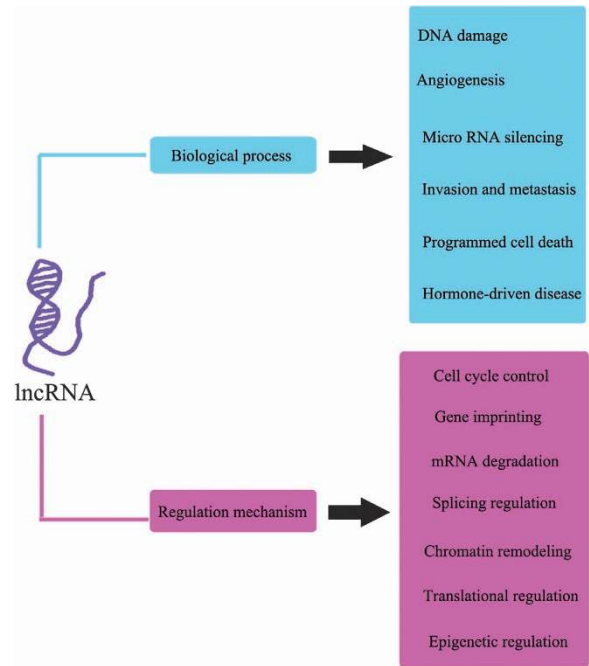 DNA damage
Angiogenesis
Micro RNA silencing
Biological process
Invasion and metastasis
Programmed cell death
Hormone-driven disease
lncRNA
Cell cycle control
Gene imprinting
mRNA degradation
Splicing regulation
Regulation mechanism
Chromatin remodeling
Translational regulation
Epigenetic regulation